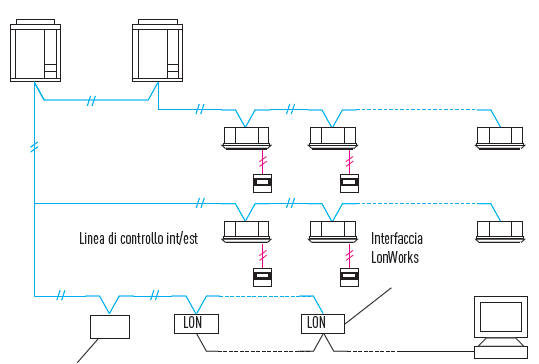 Linea di controllo int/est
Interfaccia
LonWorks
LON
LON